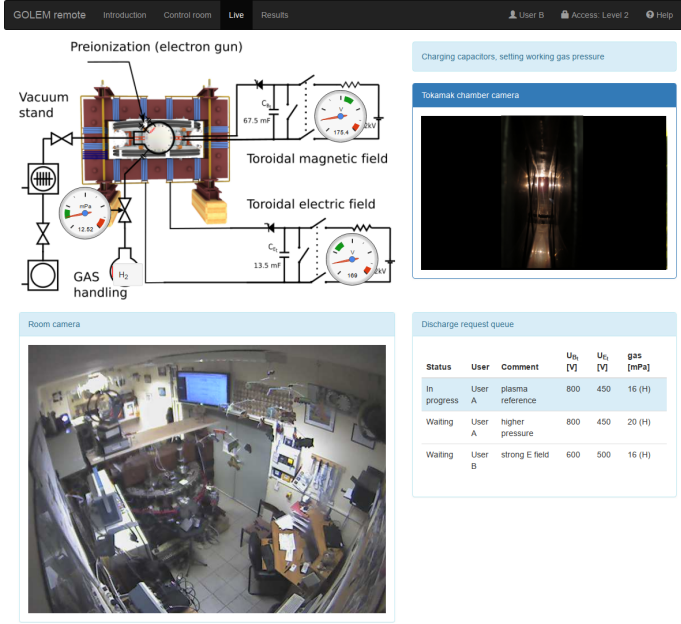 GOLEM remote Introduction Control room Live Results User B Access: Level 2 Help
Preionization (electron gun)
Vacuum
stand
C_Bt
67.5 mF
V
175.4
2kV
Toroidal magnetic field
Toroidal electric field
mPa
12.52
C_Et
13.5 mF
V
169
2kV
H₂
GAS
handling
Charging capacitors, setting working gas pressure
Tokamak chamber camera
Room camera
Discharge request queue
Status User Comment U_Bt [V] U_Et [V] gas [mPa]
In progress User A plasma reference 800 450 16 (H)
Waiting User A higher pressure 800 450 20 (H)
Waiting User B strong E field 600 500 16 (H)